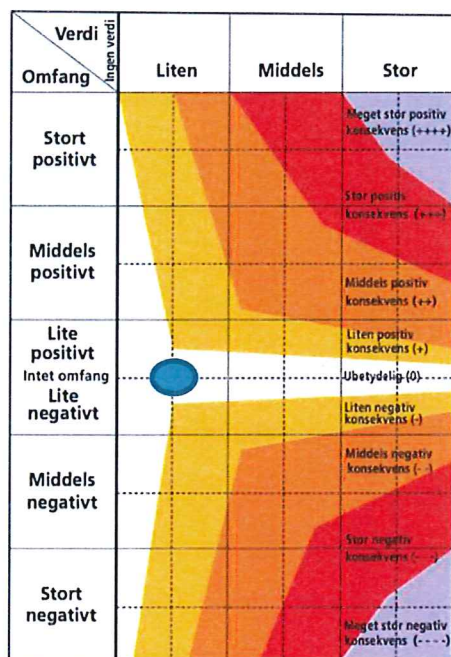 Verdi
Omfang
Ingen verdi
Liten
Middels
Stor
Stort
positivt
Middels
positivt
Lite
positivt
Intet omfang
Lite
negativt
Middels
negativt
Stort
negativt
Meget stor positiv
konsekvens (++++)
Stor positiv
konsekvens (+++)
Middels positiv
konsekvens (++)
Liten positiv
konsekvens (+)
Ubetydelig (0)
Liten negativ
konsekvens (-)
Middels negativ
konsekvens (- -)
Stor negativ
konsekvens (- - -)
Meget stor negativ
konsekvens (- - - -)